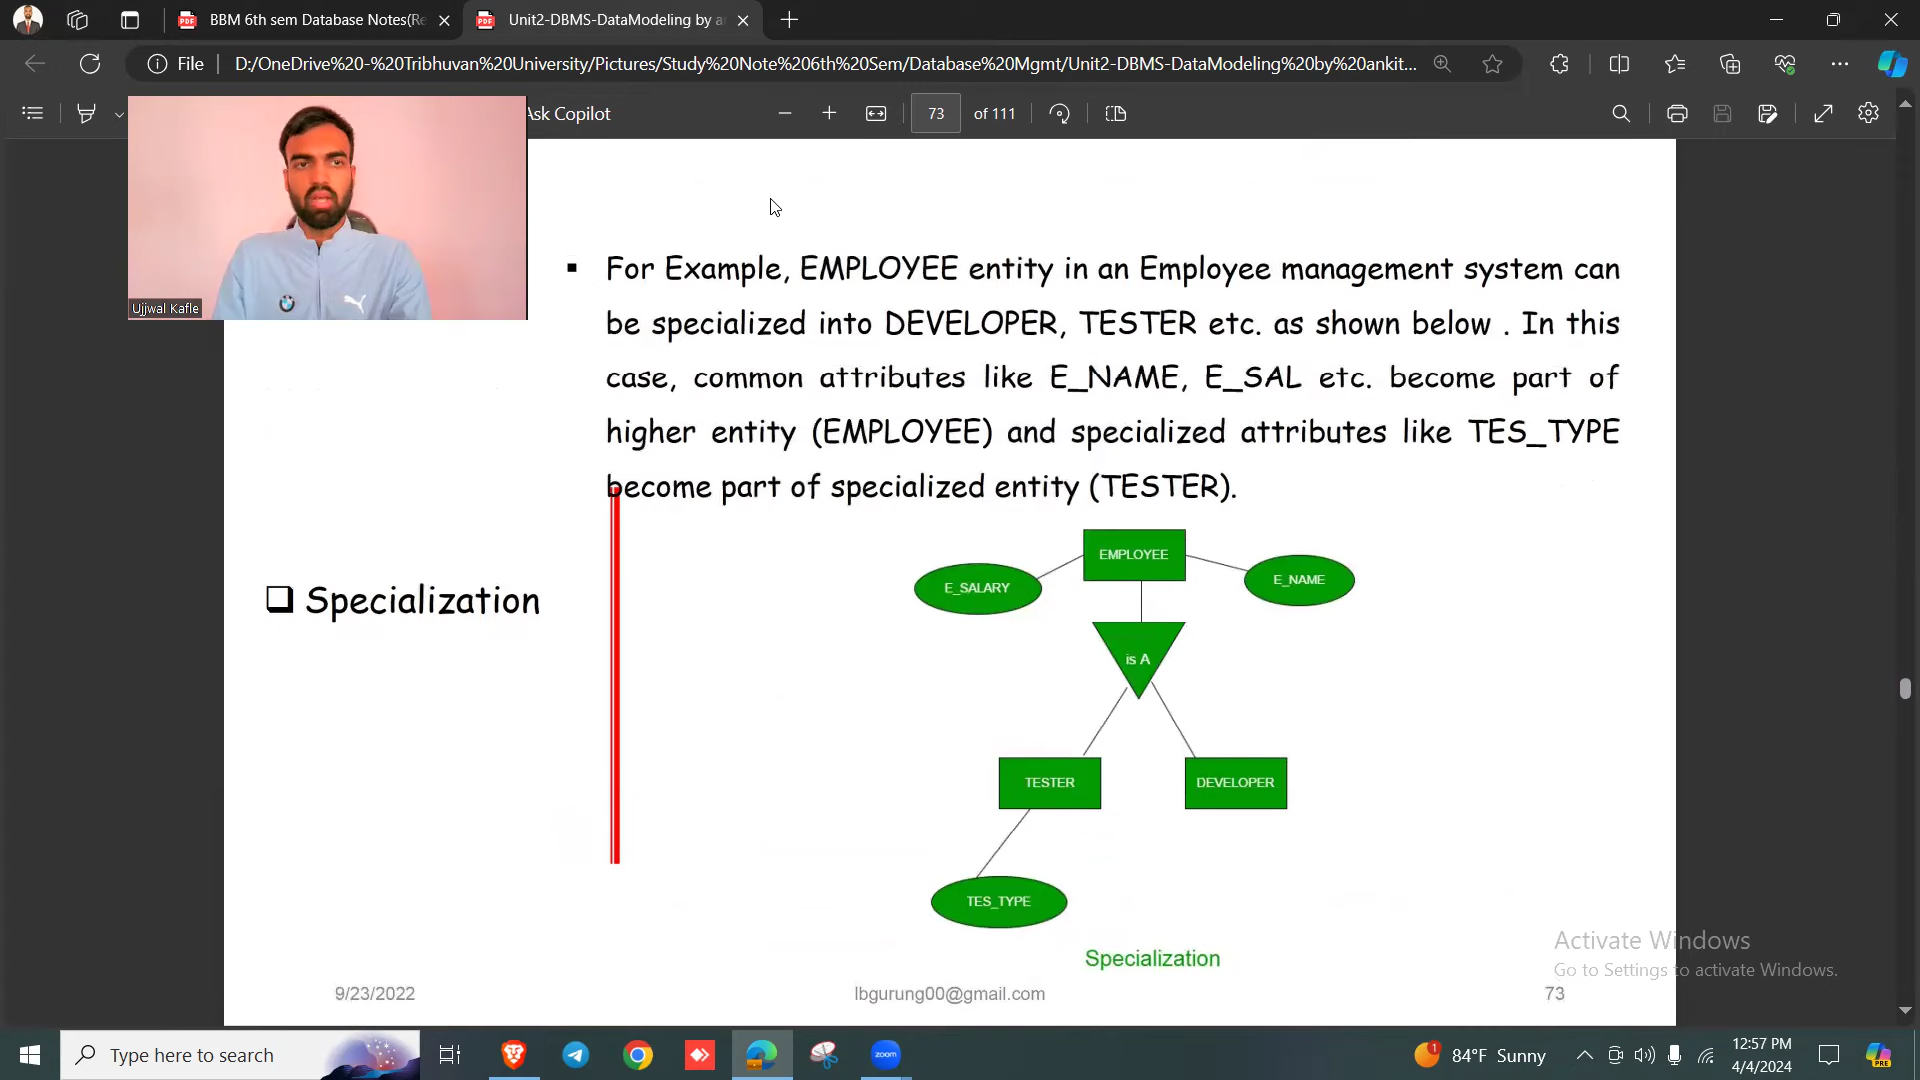 BBM 6th sem Database Notes(Re
Unit2-DBMS-DataModeling by a
File
D:/OneDrive%20-%20Tribhuvan%20University/Pictures/Study%20Note%206th%20Sem/Database%20Mgmt/Unit2-DBMS-DataModeling%20by%20ankit...
Ask Copilot
73
of 111
Ujjwal Kafle
▪ For Example, EMPLOYEE entity in an Employee management system can
be specialized into DEVELOPER, TESTER etc. as shown below . In this
case, common attributes like E_NAME, E_SAL etc. become part of
higher entity (EMPLOYEE) and specialized attributes like TES_TYPE
become part of specialized entity (TESTER).
❑ Specialization
EMPLOYEE
E_SALARY
E_NAME
is A
TESTER
DEVELOPER
TES_TYPE
Specialization
Activate Windows
Go to Settings to activate Windows.
9/23/2022
lbgurung00@gmail.com
73
Type here to search
zoom
1
84°F Sunny
12:57 PM
4/4/2024
PRE